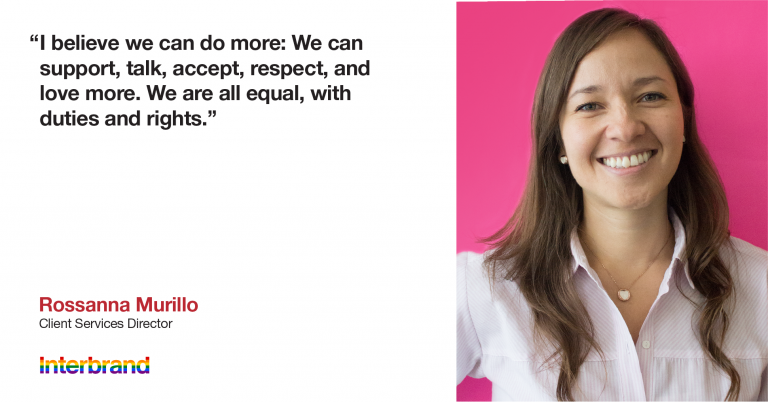 “I believe we can do more: We can
support, talk, accept, respect, and
love more. We are all equal, with
duties and rights.”
Rossanna Murillo
Client Services Director
Interbrand